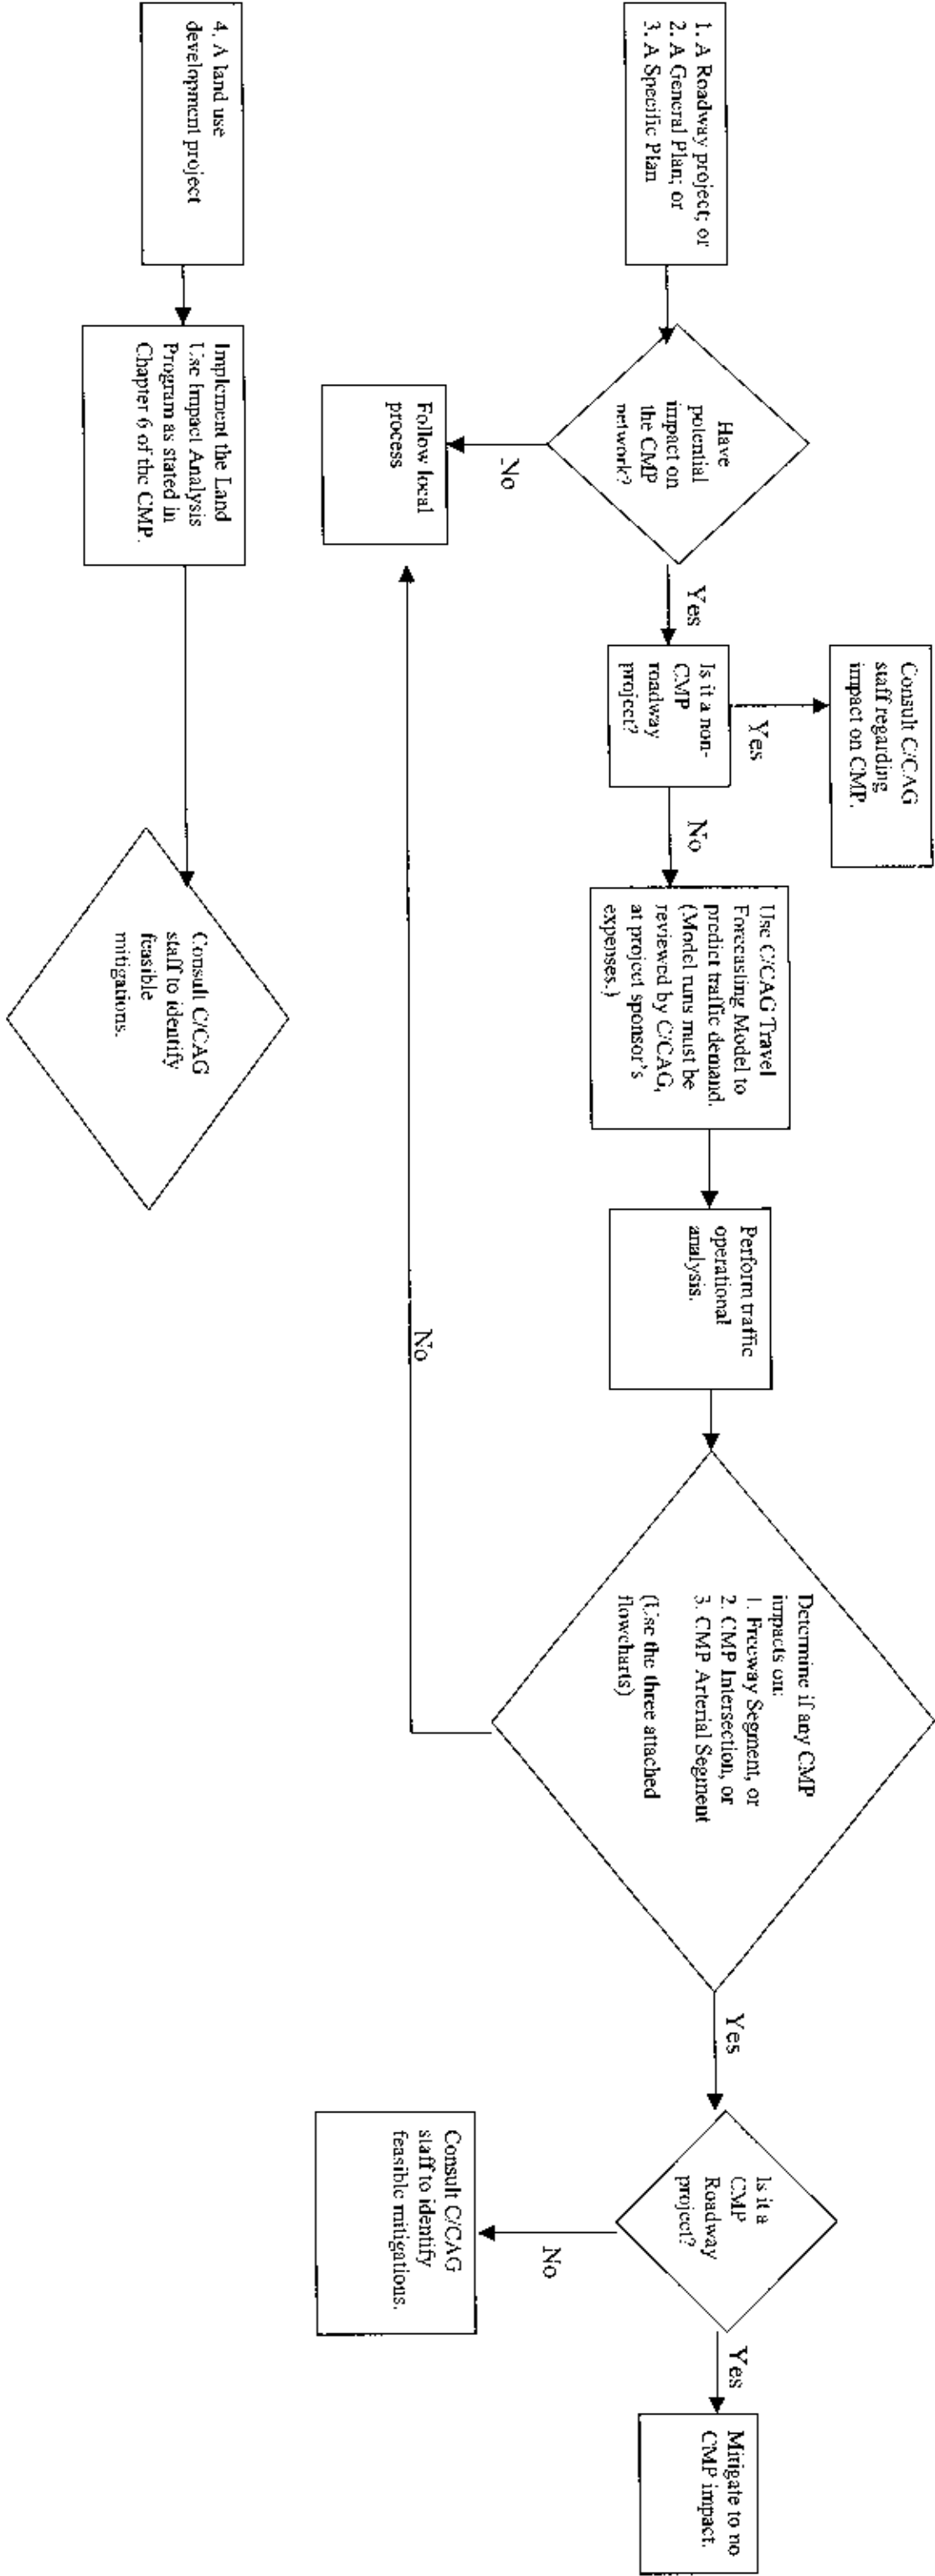 1. A Roadway project; or
2. A General Plan; or
3. A Specific Plan
Have
potential
impact on
the CMP
network?
No
Follow local
process
Yes
Is it a non-
CMP
roadway
project?
Yes
Consult C/CAG
staff regarding
impact on CMP.
No
Use C/CAG Travel
Forecasting Model to
predict traffic demand.
(Model runs must be
reviewed by C/CAG,
at project sponsor's
expenses.)
Perform traffic
operational
analysis.
Determine if any CMP
impacts on:
1. Freeway Segment, or
2. CMP Intersection, or
3. CMP Arterial Segment
(Use the three attached
flowcharts)
No
Yes
Is it a
CMP
Roadway
project?
No
Consult C/CAG
staff to identify
feasible mitigations.
Yes
Mitigate to no
CMP impact.
4. A land use
development project
Implement the Land
Use Impact Analysis
Program as stated in
Chapter 6 of the CMP.
Consult C/CAG
staff to identify
feasible
mitigations.